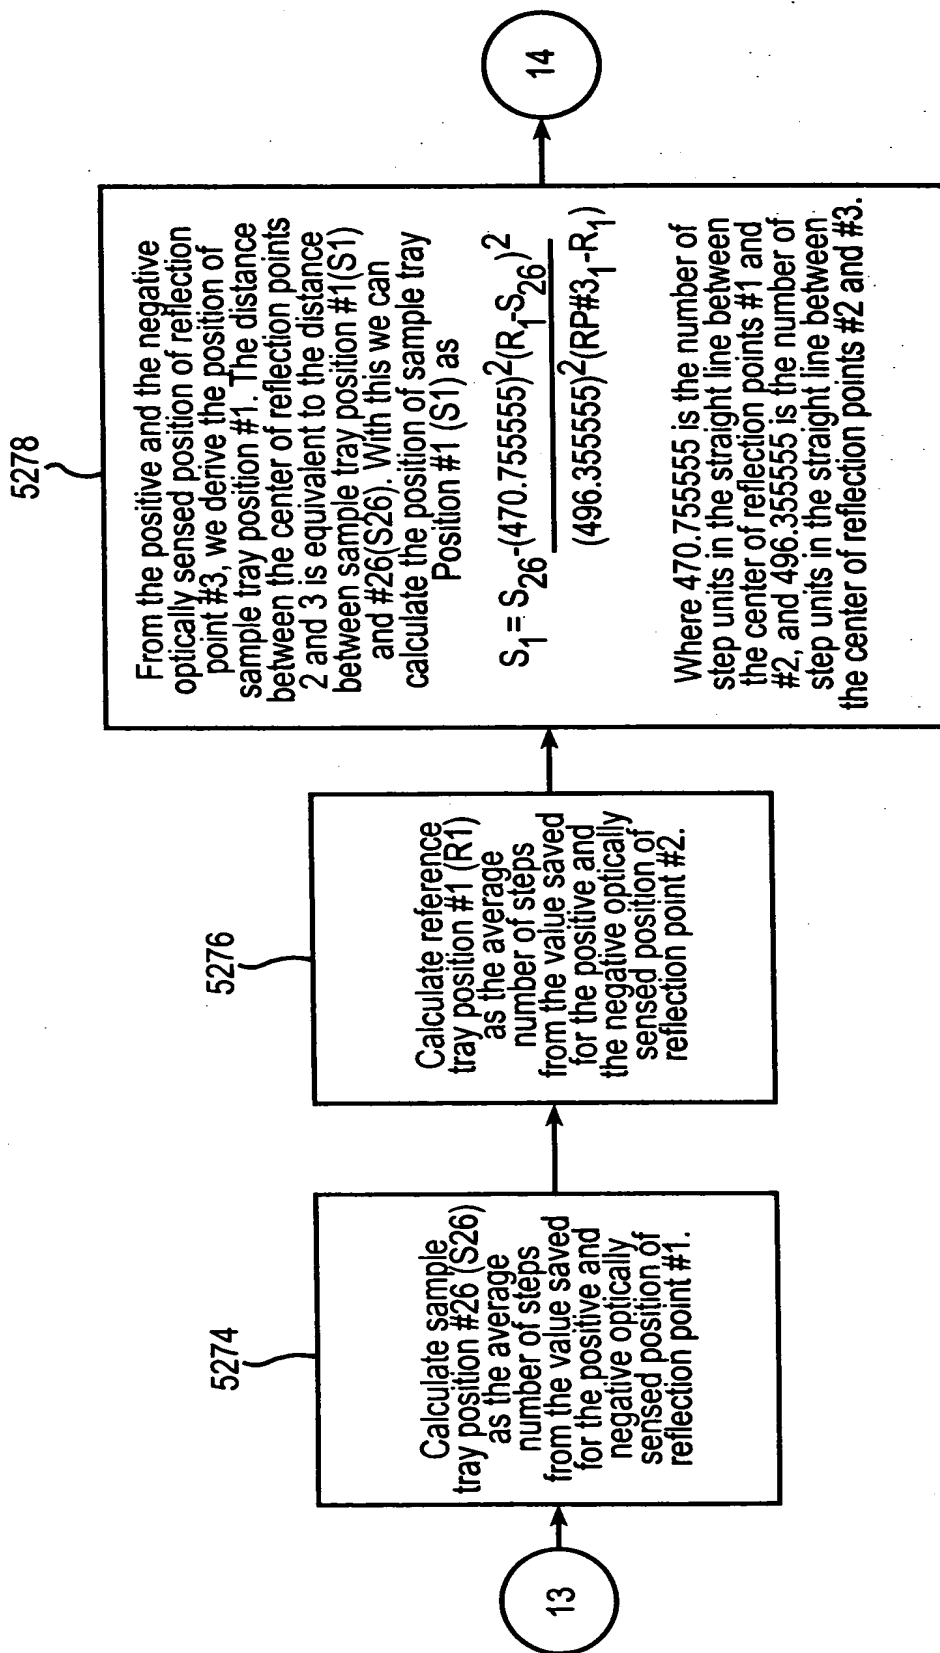 13
5274
Calculate sample
tray position #26 (S26)
as the average
number of steps
from the value saved
for the positive and
negative optically
sensed position of
reflection point #1.
5276
Calculate reference
tray position #1 (R1)
as the average
number of steps
from the value saved
for the positive and
the negative optically
sensed position of
reflection point #2.
5278
From the positive and the negative
optically sensed position of reflection
point #3, we derive the position of
sample tray position #1. The distance
between the center of reflection points
2 and 3 is equivalent to the distance
between sample tray position #1(S1)
and #26(S26). With this we can
calculate the position of sample tray
Position #1 (S1) as
S₁ = S₂₆-(470.755555)²(R₁-S₂₆)²
(496.355555)²(RP#3₁-R₁)
Where 470.755555 is the number of
step units in the straight line between
the center of reflection points #1 and
#2, and 496.355555 is the number of
step units in the straight line between
the center of reflection points #2 and #3.
14